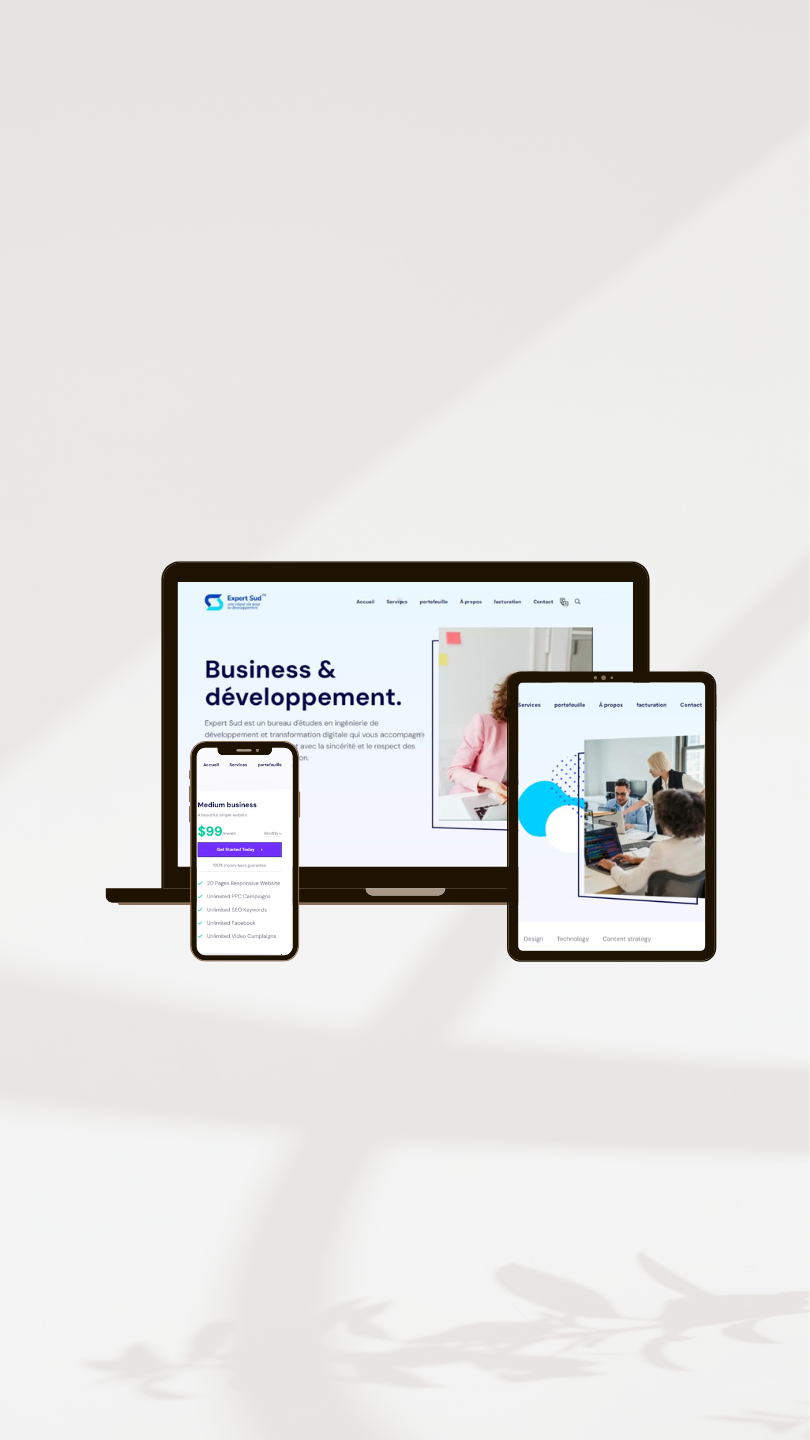 Expert Sud
Accueil Services portefeuille À propos facturation Contact
Business &
développement.
Expert Sud est un bureau d'études en ingénierie de
développement et transformation digitale qui vous accompagne
avec la sincérité et le respect des
Accueil Services portefeuille
Medium business
A beautiful, simple website
$99/month Monthly
Get Started Today
100% money back guarantee
20 Pages Responsive Website
Unlimited PPC Campaigns
Unlimited SEO Keywords
Unlimited Facebook
Unlimited Video Camplaigns
Services portefeuille À propos facturation Contact
Design Technology Content strategy